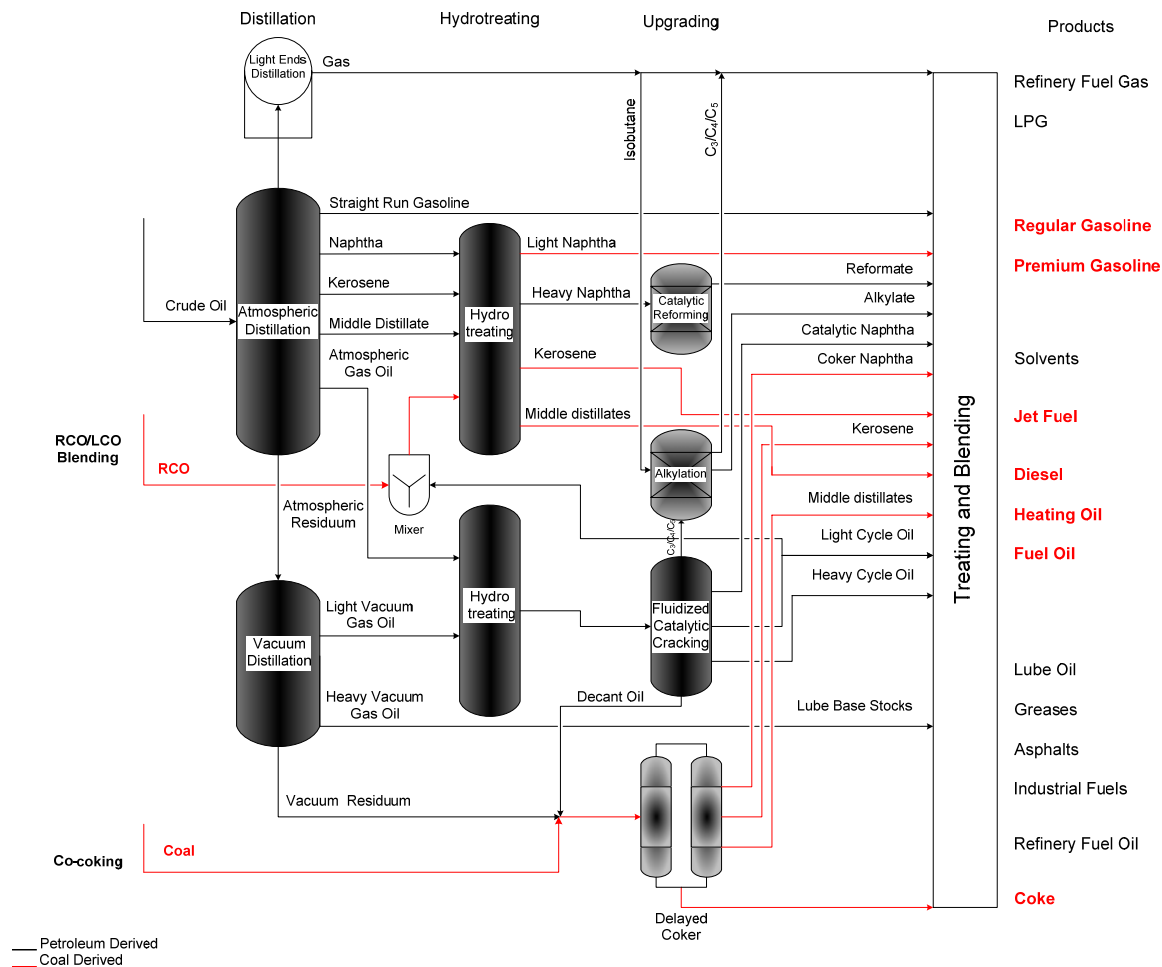 Distillation
Hydrotreating
Upgrading
Products
Light Ends
Distillation
Gas
Refinery Fuel Gas
LPG
Isobutane
C3/C4/C5
Straight Run Gasoline
Regular Gasoline
Naphtha
Light Naphtha
Premium Gasoline
Reformate
Kerosene
Heavy Naphtha
Catalytic
Reforming
Alkylate
Crude Oil
Atmospheric
Distillation
Middle Distillate
Hydro
treating
Catalytic Naphtha
Atmospheric
Gas Oil
Kerosene
Coker Naphtha
Solvents
Middle distillates
Jet Fuel
Kerosene
RCO/LCO
Blending
RCO
Alkylation
Diesel
Atmospheric
Residuum
Mixer
Middle distillates
Heating Oil
C3/C4/C5
Light Cycle Oil
Fuel Oil
Treating and Blending
Heavy Cycle Oil
Hydro
treating
Fluidized
Catalytic
Cracking
Light Vacuum
Gas Oil
Vacuum
Distillation
Lube Oil
Heavy Vacuum
Gas Oil
Decant Oil
Lube Base Stocks
Greases
Asphalts
Industrial Fuels
Vacuum Residuum
Co-coking
Coal
Refinery Fuel Oil
Coke
Delayed
Coker
Petroleum Derived
Coal Derived